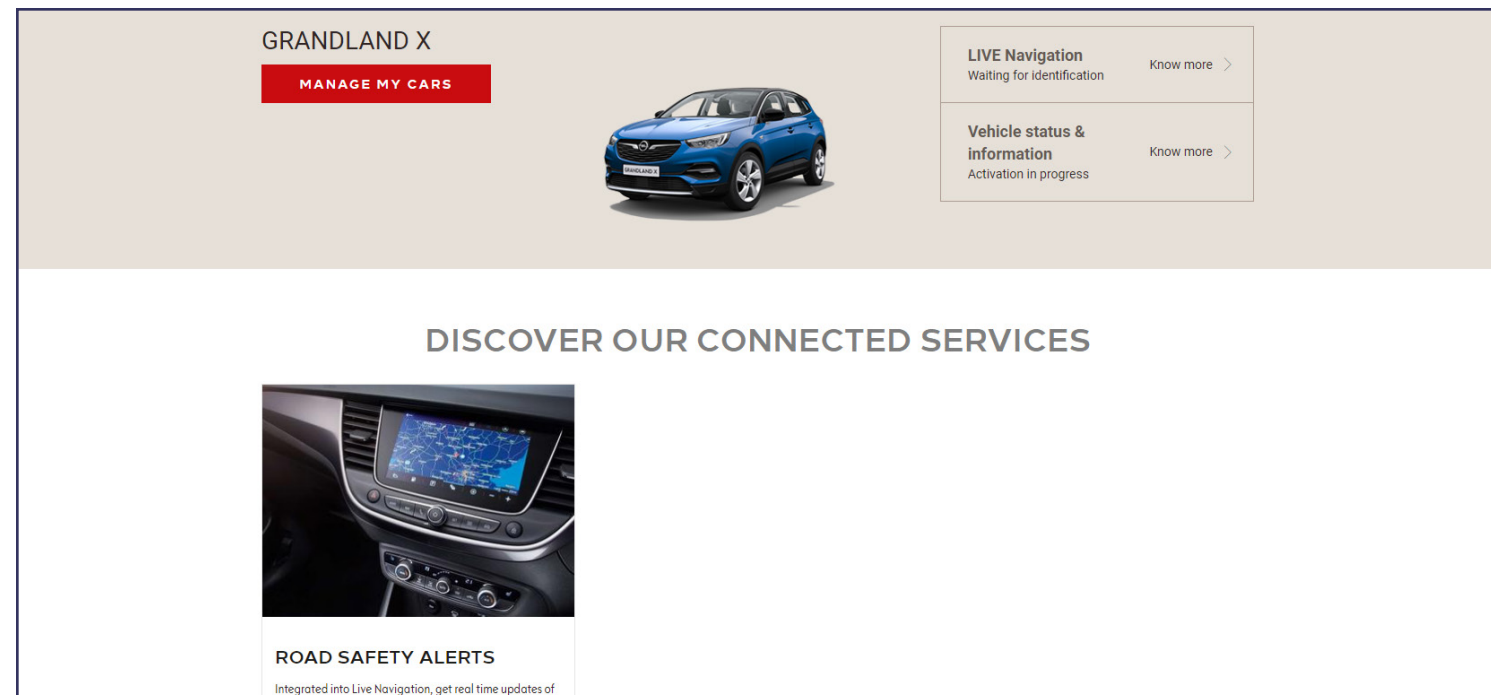 GRANDLAND X
MANAGE MY CARS
LIVE Navigation
Waiting for identification
Know more
Vehicle status &
information
Activation in progress
Know more
GRANDLAND X
DISCOVER OUR CONNECTED SERVICES
ROAD SAFETY ALERTS
Integrated into Live Navigation, get real time updates of